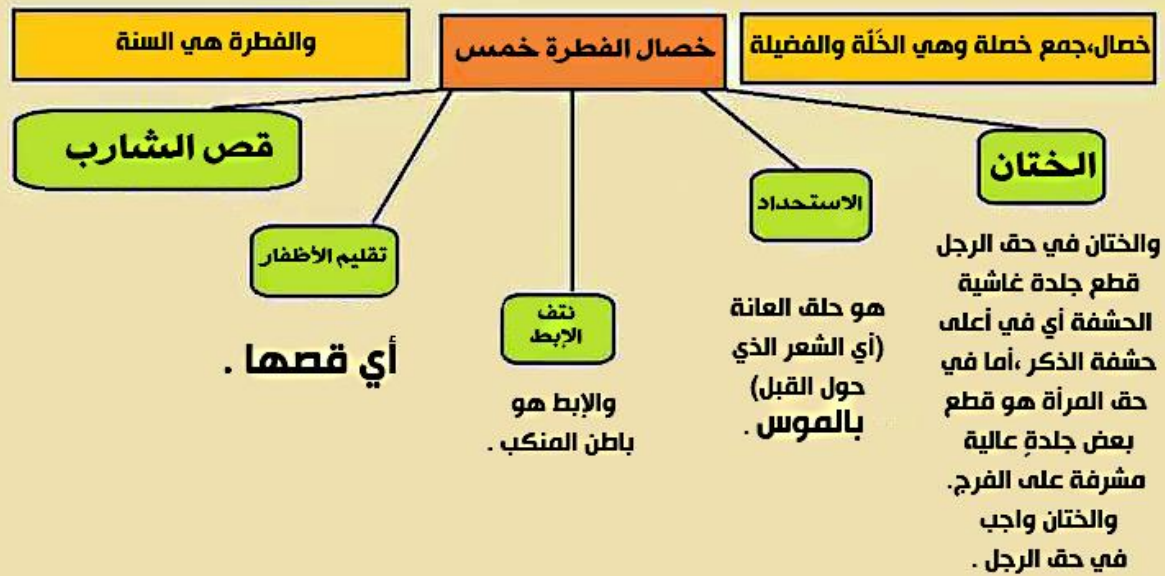 خصال،جمع خصلة وهي الخَلّة والفضيلة
خصال الفطرة خمس
والفطرة هي السنة
الختان
والختان في حق الرجل
قطع جلدة غاشية
الحشفة أي في أعلى
حشفة الذكر ،أما في
حق المرأة هو قطع
بعض جلدةٍ عالية
مشرفة على الفرج.
والختان واجب
في حق الرجل .
الاستحداد
هو حلق العانة
(أي الشعر الذي
حول القبل)
بالموس .
نتف
الإبط
والإبط هو
باطن المنكب .
تقليم الأظفار
أي قصها .
قص الشارب